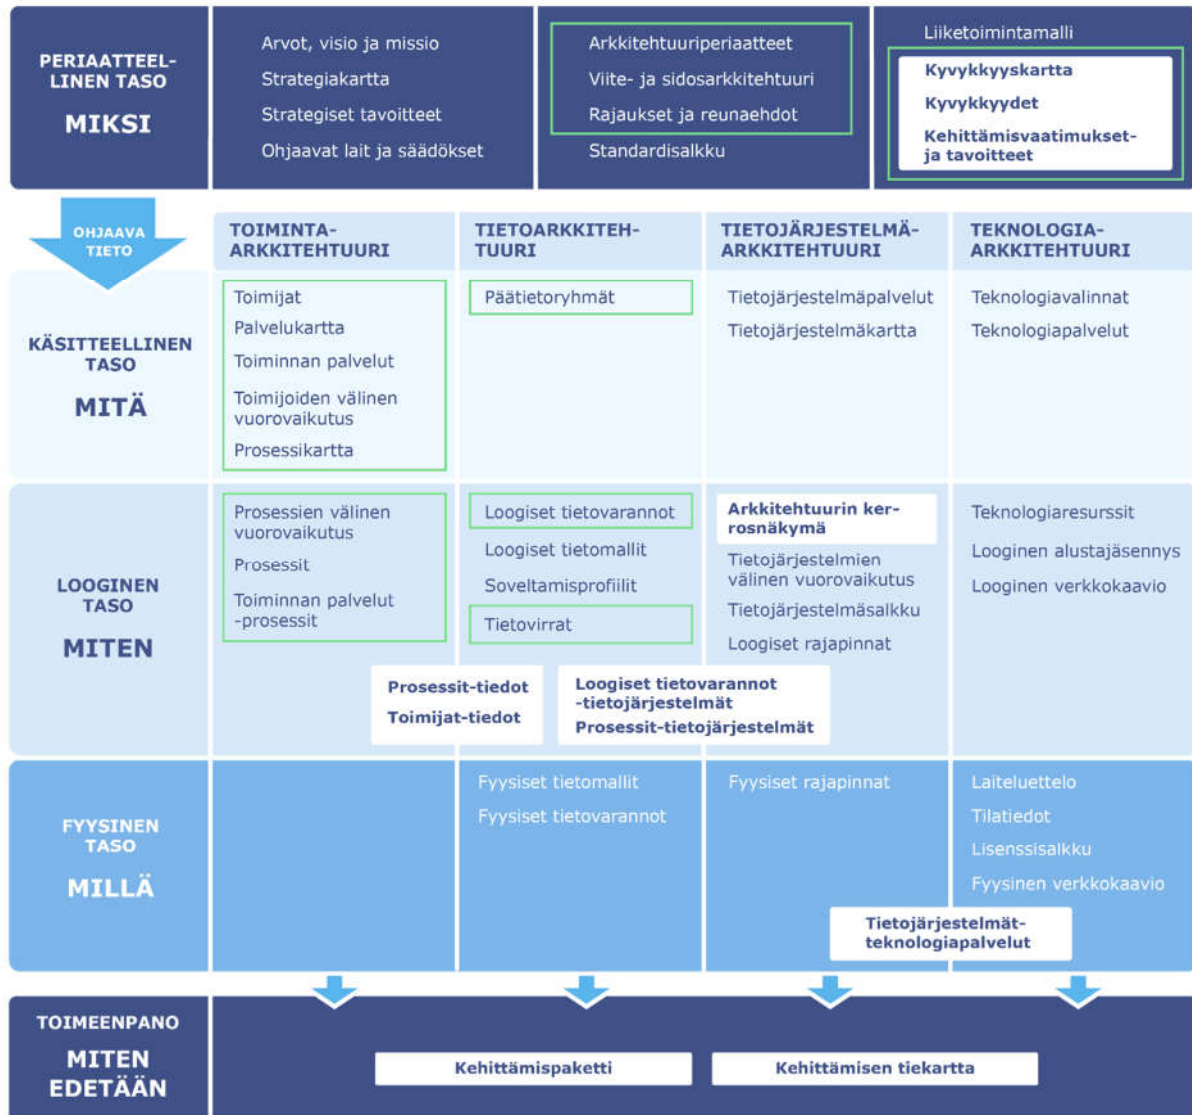 PERIAATTEEL-
LINEN TASO
MIKSI
Arvot, visio ja missio
Strategiakartta
Strategiset tavoitteet
Ohjaavat lait ja säädökset
Arkkitehtuuriperiaatteet
Viite- ja sidosarkkitehtuuri
Rajaukset ja reunaehdot
Standardisalkku
Liiketoimintamalli
Kyvykkyyskartta
Kyvykkyydet
Kehittämisvaatimukset-
ja tavoitteet
OHJAAVA
TIETO
TOIMINTA-
ARKKITEHTUURI
TIETOARKKITEH-
TUURI
TIETOJÄRJESTELMÄ-
ARKKITEHTUURI
TEKNOLOGIA-
ARKKITEHTUURI
KÄSITTEELLINEN
TASO
MITÄ
Toimijat
Palvelukartta
Toiminnan palvelut
Toimijoiden välinen
vuorovaikutus
Prosessikartta
Päätietoryhmät
Tietojärjestelmäpalvelut
Tietojärjestelmäkartta
Teknologiavalinnat
Teknologiapalvelut
LOOGINEN
TASO
MITEN
Prosessien välinen
vuorovaikutus
Prosessit
Toiminnan palvelut
-prosessit
Loogiset tietovarannot
Loogiset tietomallit
Soveltamisprofiilit
Tietovirrat
Arkkitehtuurin ker-
rosnäkymä
Tietojärjestelmien
välinen vuorovaikutus
Tietojärjestelmäsalkku
Loogiset rajapinnat
Teknologiaresurssit
Looginen alustajäsennys
Looginen verkkokaavio
Prosessit-tiedot
Toimijat-tiedot
Loogiset tietovarannot
-tietojärjestelmät
Prosessit-tietojärjestelmät
FYYSINEN
TASO
MILLÄ
Fyysiset tietomallit
Fyysiset tietovarannot
Fyysiset rajapinnat
Laiteluettelo
Tilatiedot
Lisenssisalkku
Fyysinen verkkokaavio
Tietojärjestelmät-
teknologiapalvelut
TOIMEENPANO
MITEN
EDETÄÄN
Kehittämispaketti
Kehittämisen tiekartta